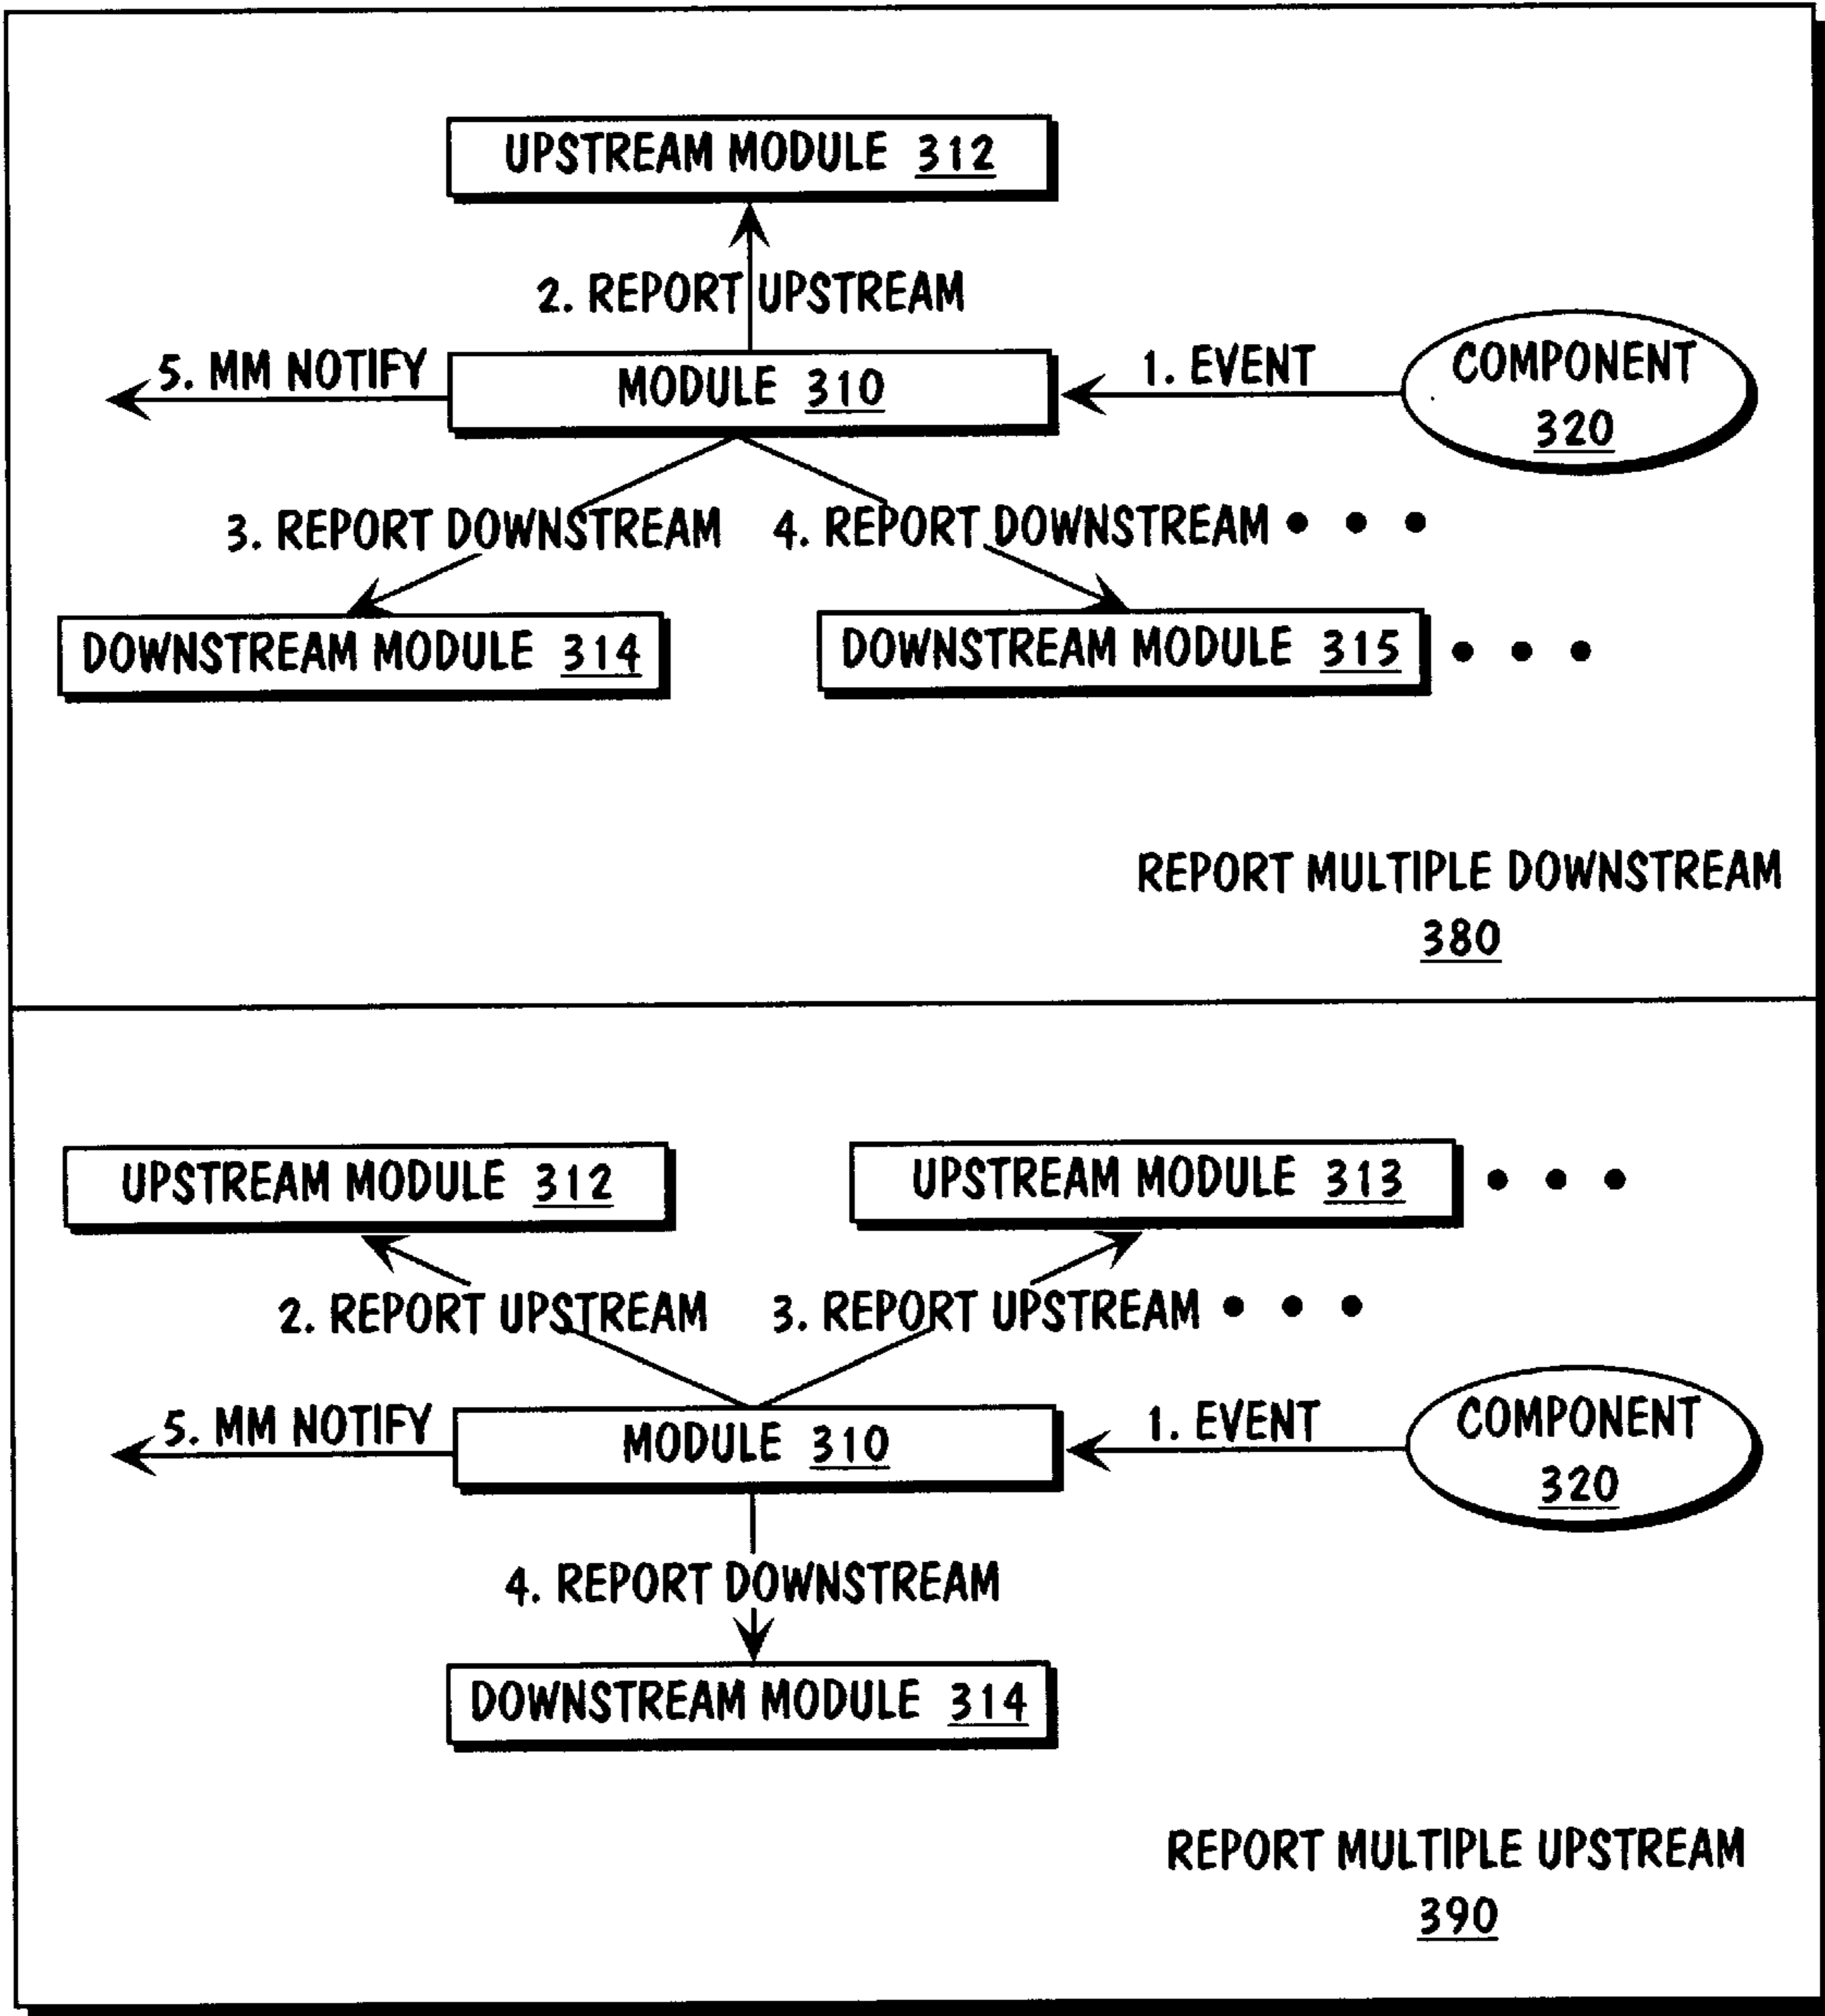 UPSTREAM MODULE 312
2. REPORT UPSTREAM
5. MM NOTIFY
MODULE 310
1. EVENT
COMPONENT
320
3. REPORT DOWNSTREAM
4. REPORT DOWNSTREAM • • •
DOWNSTREAM MODULE 314
DOWNSTREAM MODULE 315 • • •
REPORT MULTIPLE DOWNSTREAM
380
UPSTREAM MODULE 312
UPSTREAM MODULE 313 • • •
2. REPORT UPSTREAM
3. REPORT UPSTREAM • • •
5. MM NOTIFY
MODULE 310
1. EVENT
COMPONENT
320
4. REPORT DOWNSTREAM
DOWNSTREAM MODULE 314
REPORT MULTIPLE UPSTREAM
390